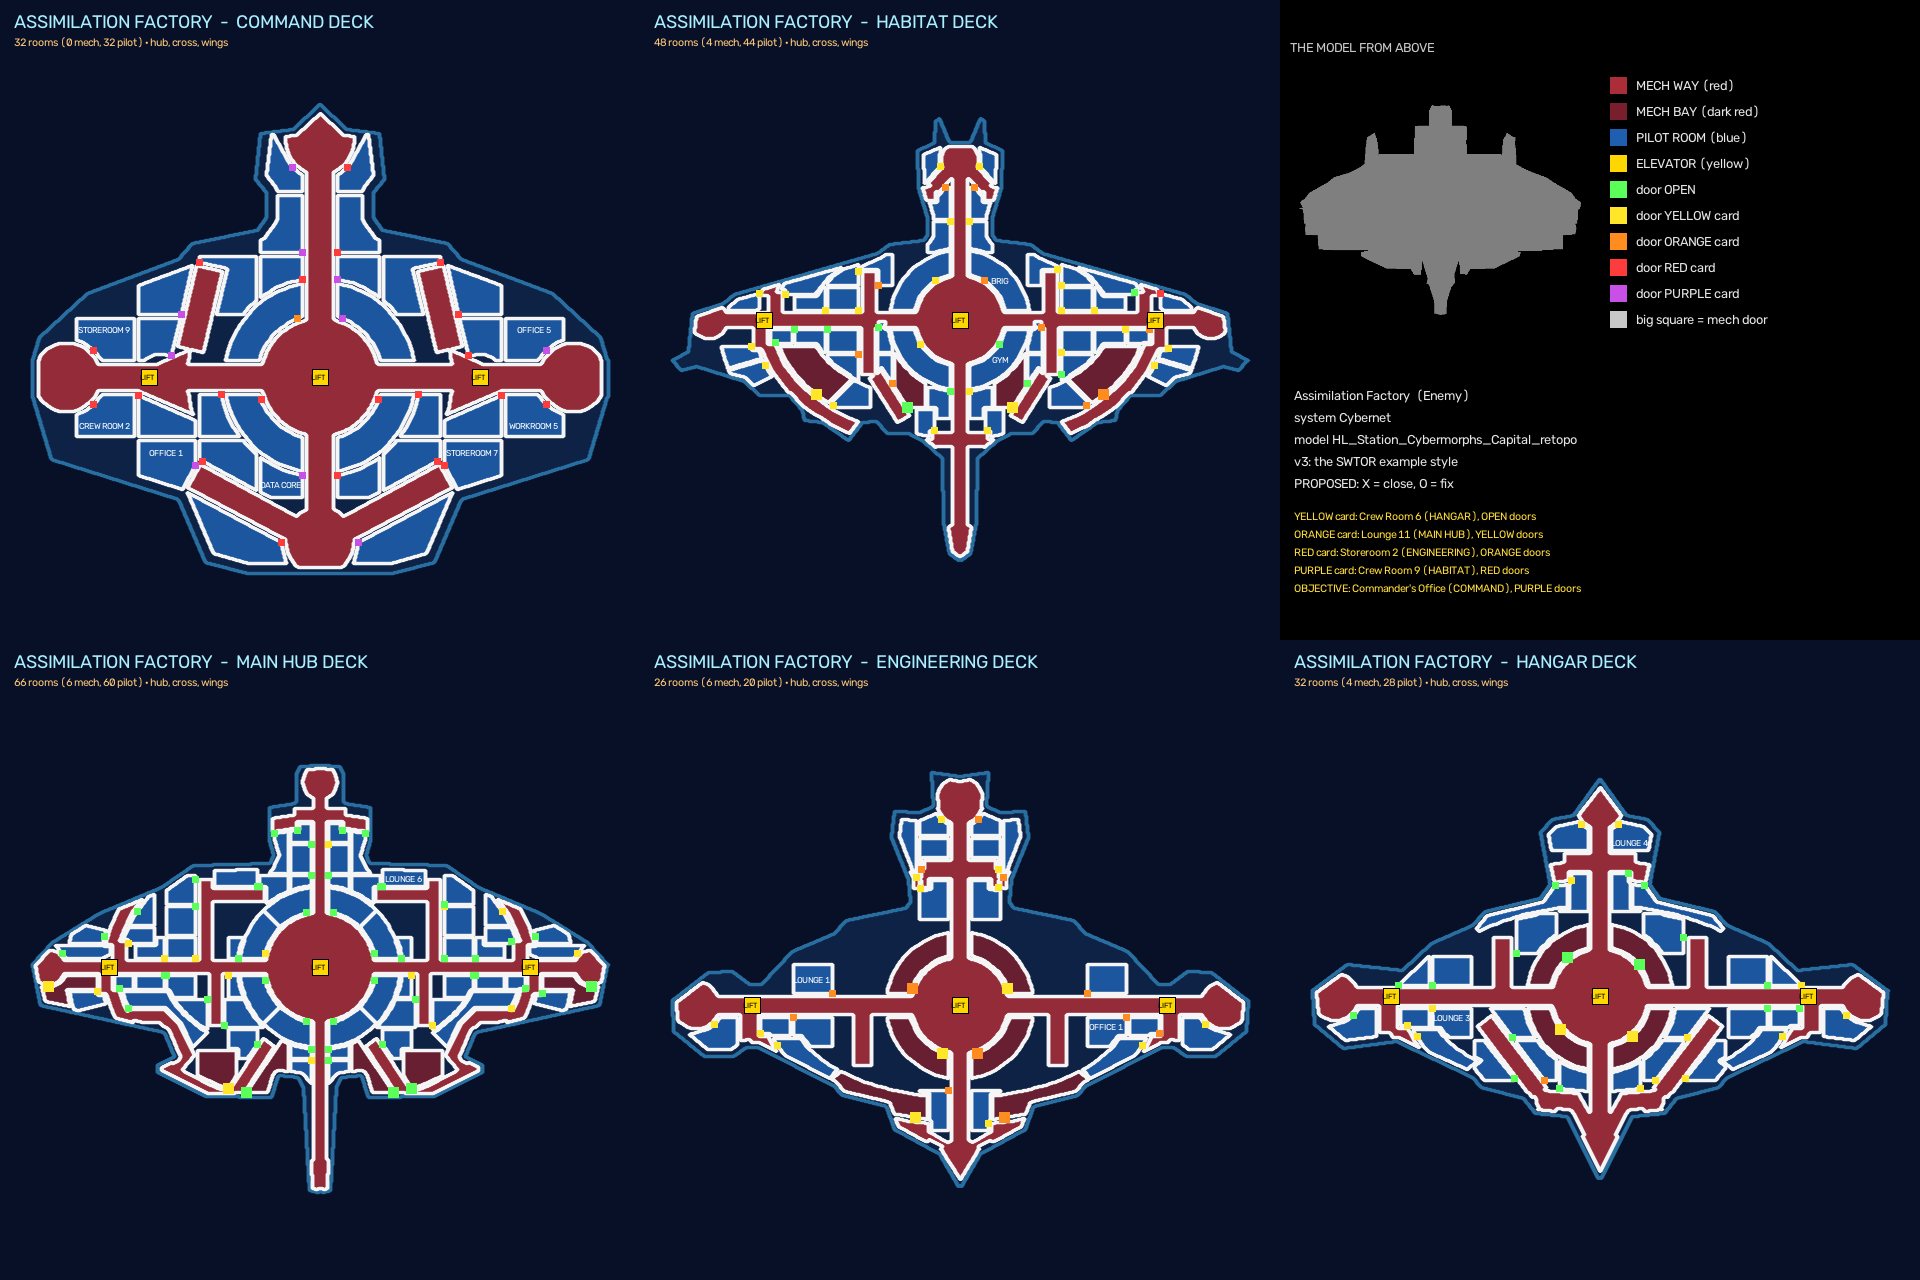 ASSIMILATION FACTORY - COMMAND DECK
32 rooms (0 mech, 32 pilot) • hub, cross, wings
STOREROOM 9
OFFICE 5
LIFT
LIFT
LIFT
CREW ROOM 2
WORKROOM 5
OFFICE 1
STOREROOM 7
DATA CORE
ASSIMILATION FACTORY - HABITAT DECK
48 rooms (4 mech, 44 pilot) • hub, cross, wings
BRIG
LIFT
LIFT
LIFT
GYM
THE MODEL FROM ABOVE
MECH WAY (red)
MECH BAY (dark red)
PILOT ROOM (blue)
ELEVATOR (yellow)
door OPEN
door YELLOW card
door ORANGE card
door RED card
door PURPLE card
big square = mech door
Assimilation Factory (Enemy)
system Cybernet
model HL_Station_Cybermorphs_Capital_retopo
v3: the SWTOR example style
PROPOSED: X = close, O = fix
YELLOW card: Crew Room 6 (HANGAR), OPEN doors
ORANGE card: Lounge 11 (MAIN HUB), YELLOW doors
RED card: Storeroom 2 (ENGINEERING), ORANGE doors
PURPLE card: Crew Room 9 (HABITAT), RED doors
OBJECTIVE: Commander's Office (COMMAND), PURPLE doors
ASSIMILATION FACTORY - MAIN HUB DECK
66 rooms (6 mech, 60 pilot) • hub, cross, wings
LOUNGE 6
LIFT
LIFT
LIFT
ASSIMILATION FACTORY - ENGINEERING DECK
26 rooms (6 mech, 20 pilot) • hub, cross, wings
LOUNGE 1
LIFT
LIFT
LIFT
OFFICE 1
ASSIMILATION FACTORY - HANGAR DECK
32 rooms (4 mech, 28 pilot) • hub, cross, wings
LOUNGE 4
LIFT
LIFT
LIFT
LOUNGE 3